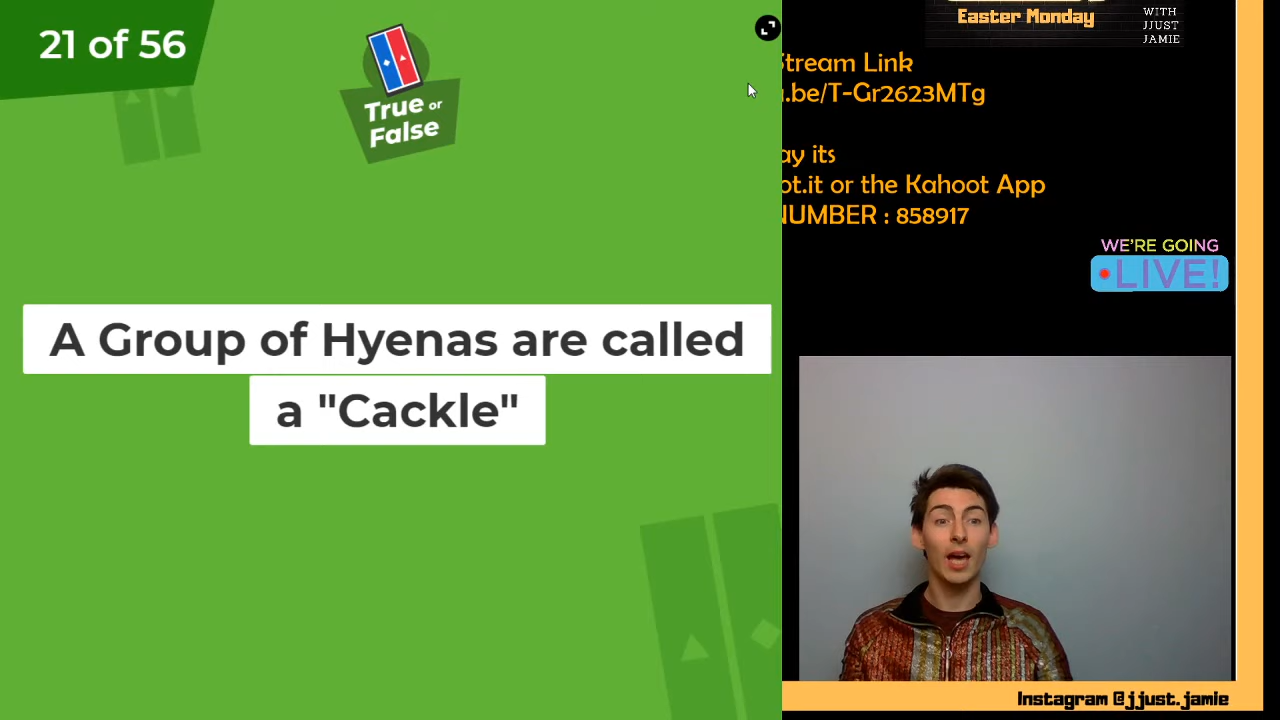 21 of 56
True or
False
A Group of Hyenas are called
a "Cackle"
Easter Monday
WITH
JJUST
JAMIE
Stream Link
.be/T-Gr2623MTg
ay its
ot.it or the Kahoot App
NUMBER : 858917
WE'RE GOING
LIVE!
Instagram @jjust.jamie